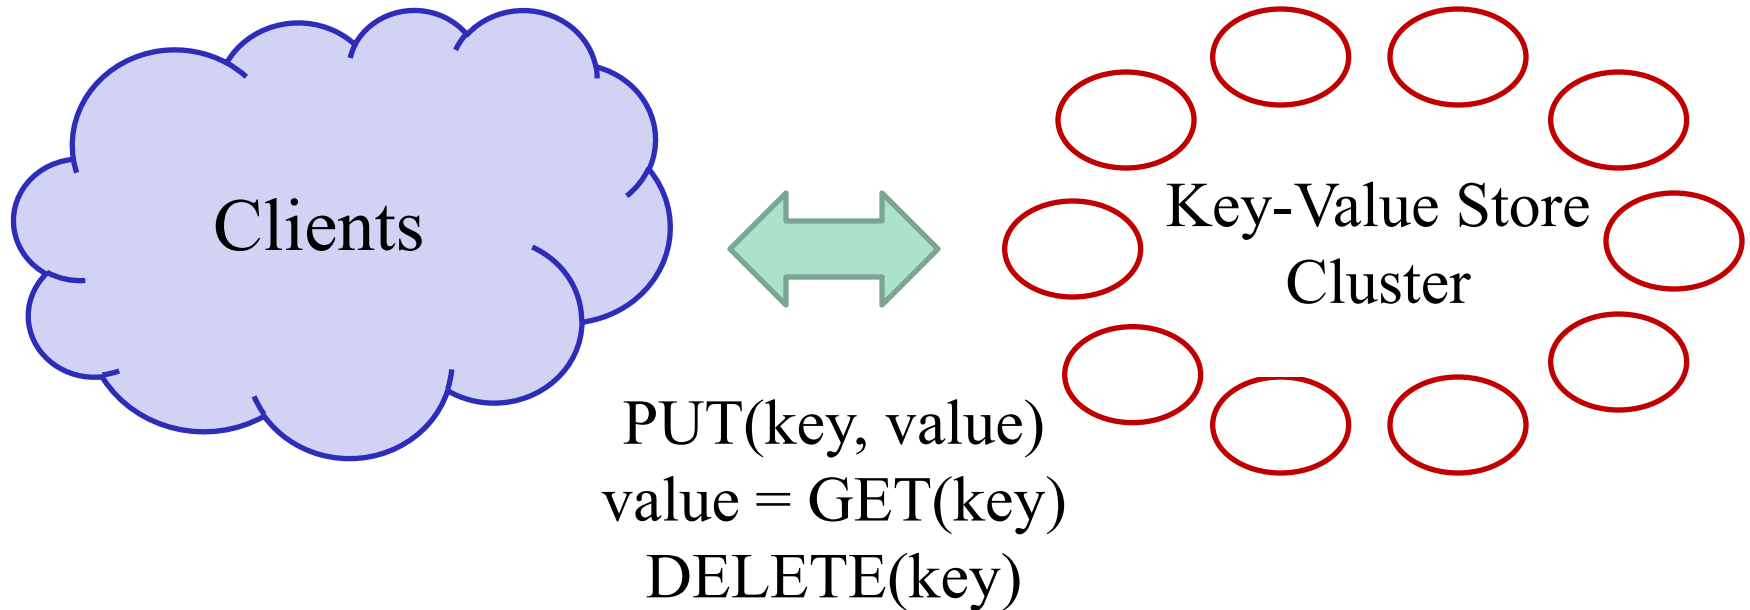 Clients
Key-Value Store
Cluster
PUT(key, value)
value = GET(key)
DELETE(key)